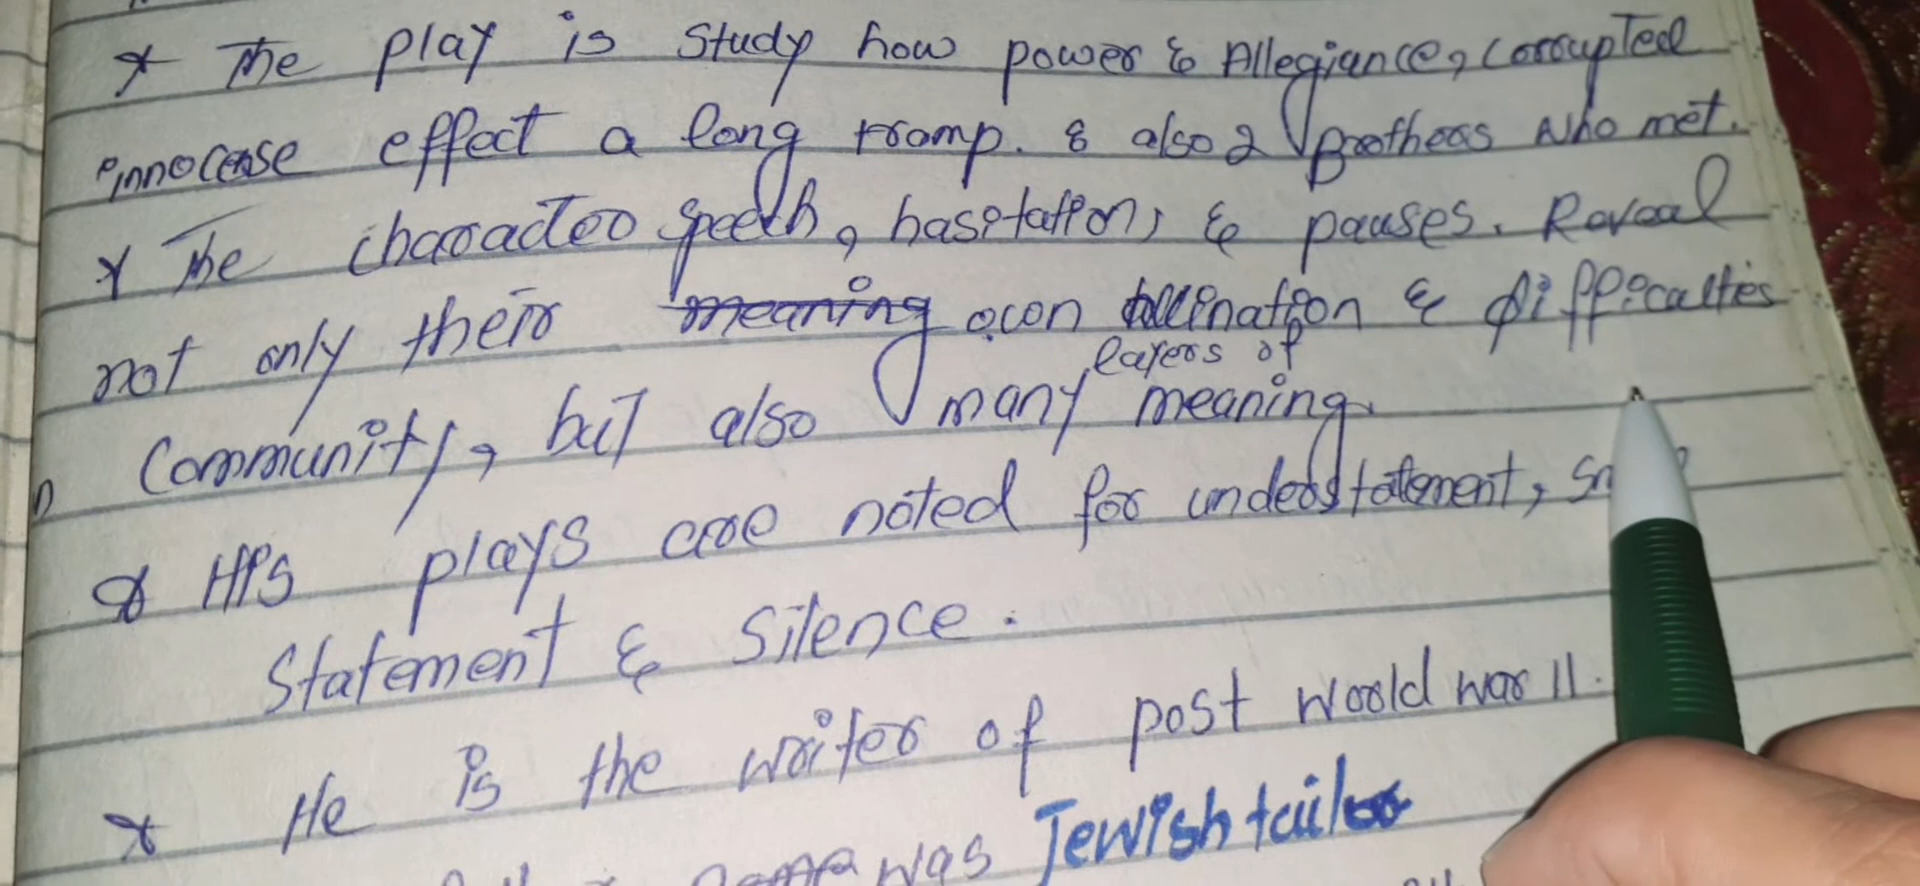 * The play is study how power & Allegiance, corrupted
innocense effect a long tramp. & also 2 Brothers who met.
* The character speech, hasitation, & pauses. Reveal
not only their meaning own & difficulties
layers of
Community, but also many meaning.
* His plays are noted for understatement, Sm
Statement & Silence.
* He is the writer of post World war II.
was Jewish tailor